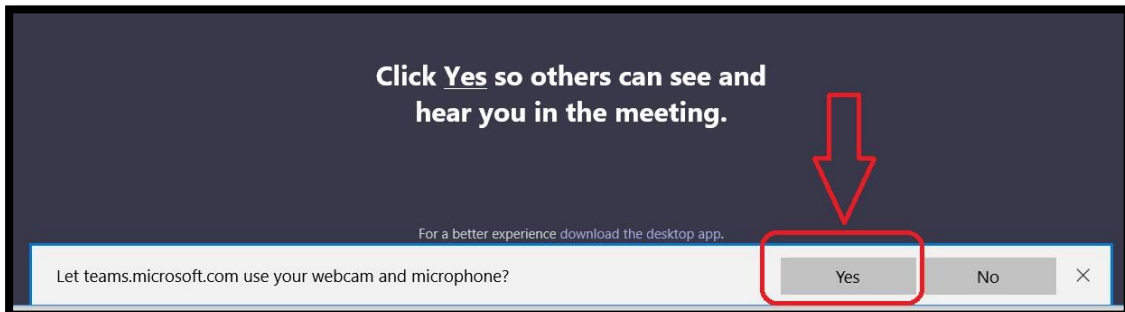 Click Yes so others can see and
hear you in the meeting.
For a better experience download the desktop app.
Let teams.microsoft.com use your webcam and microphone? Yes No